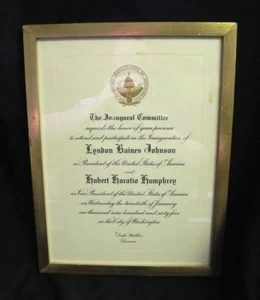 The Inaugural Committee
requests the honor of your presence
to attend and participate in the Inauguration of
Lyndon Baines Johnson
as President of the United States of America
and
Hubert Horatio Humphrey
as Vice President of the United States of America
on Wednesday the twentieth of January
one thousand nine hundred and sixty five
in the City of Washington
Chairman